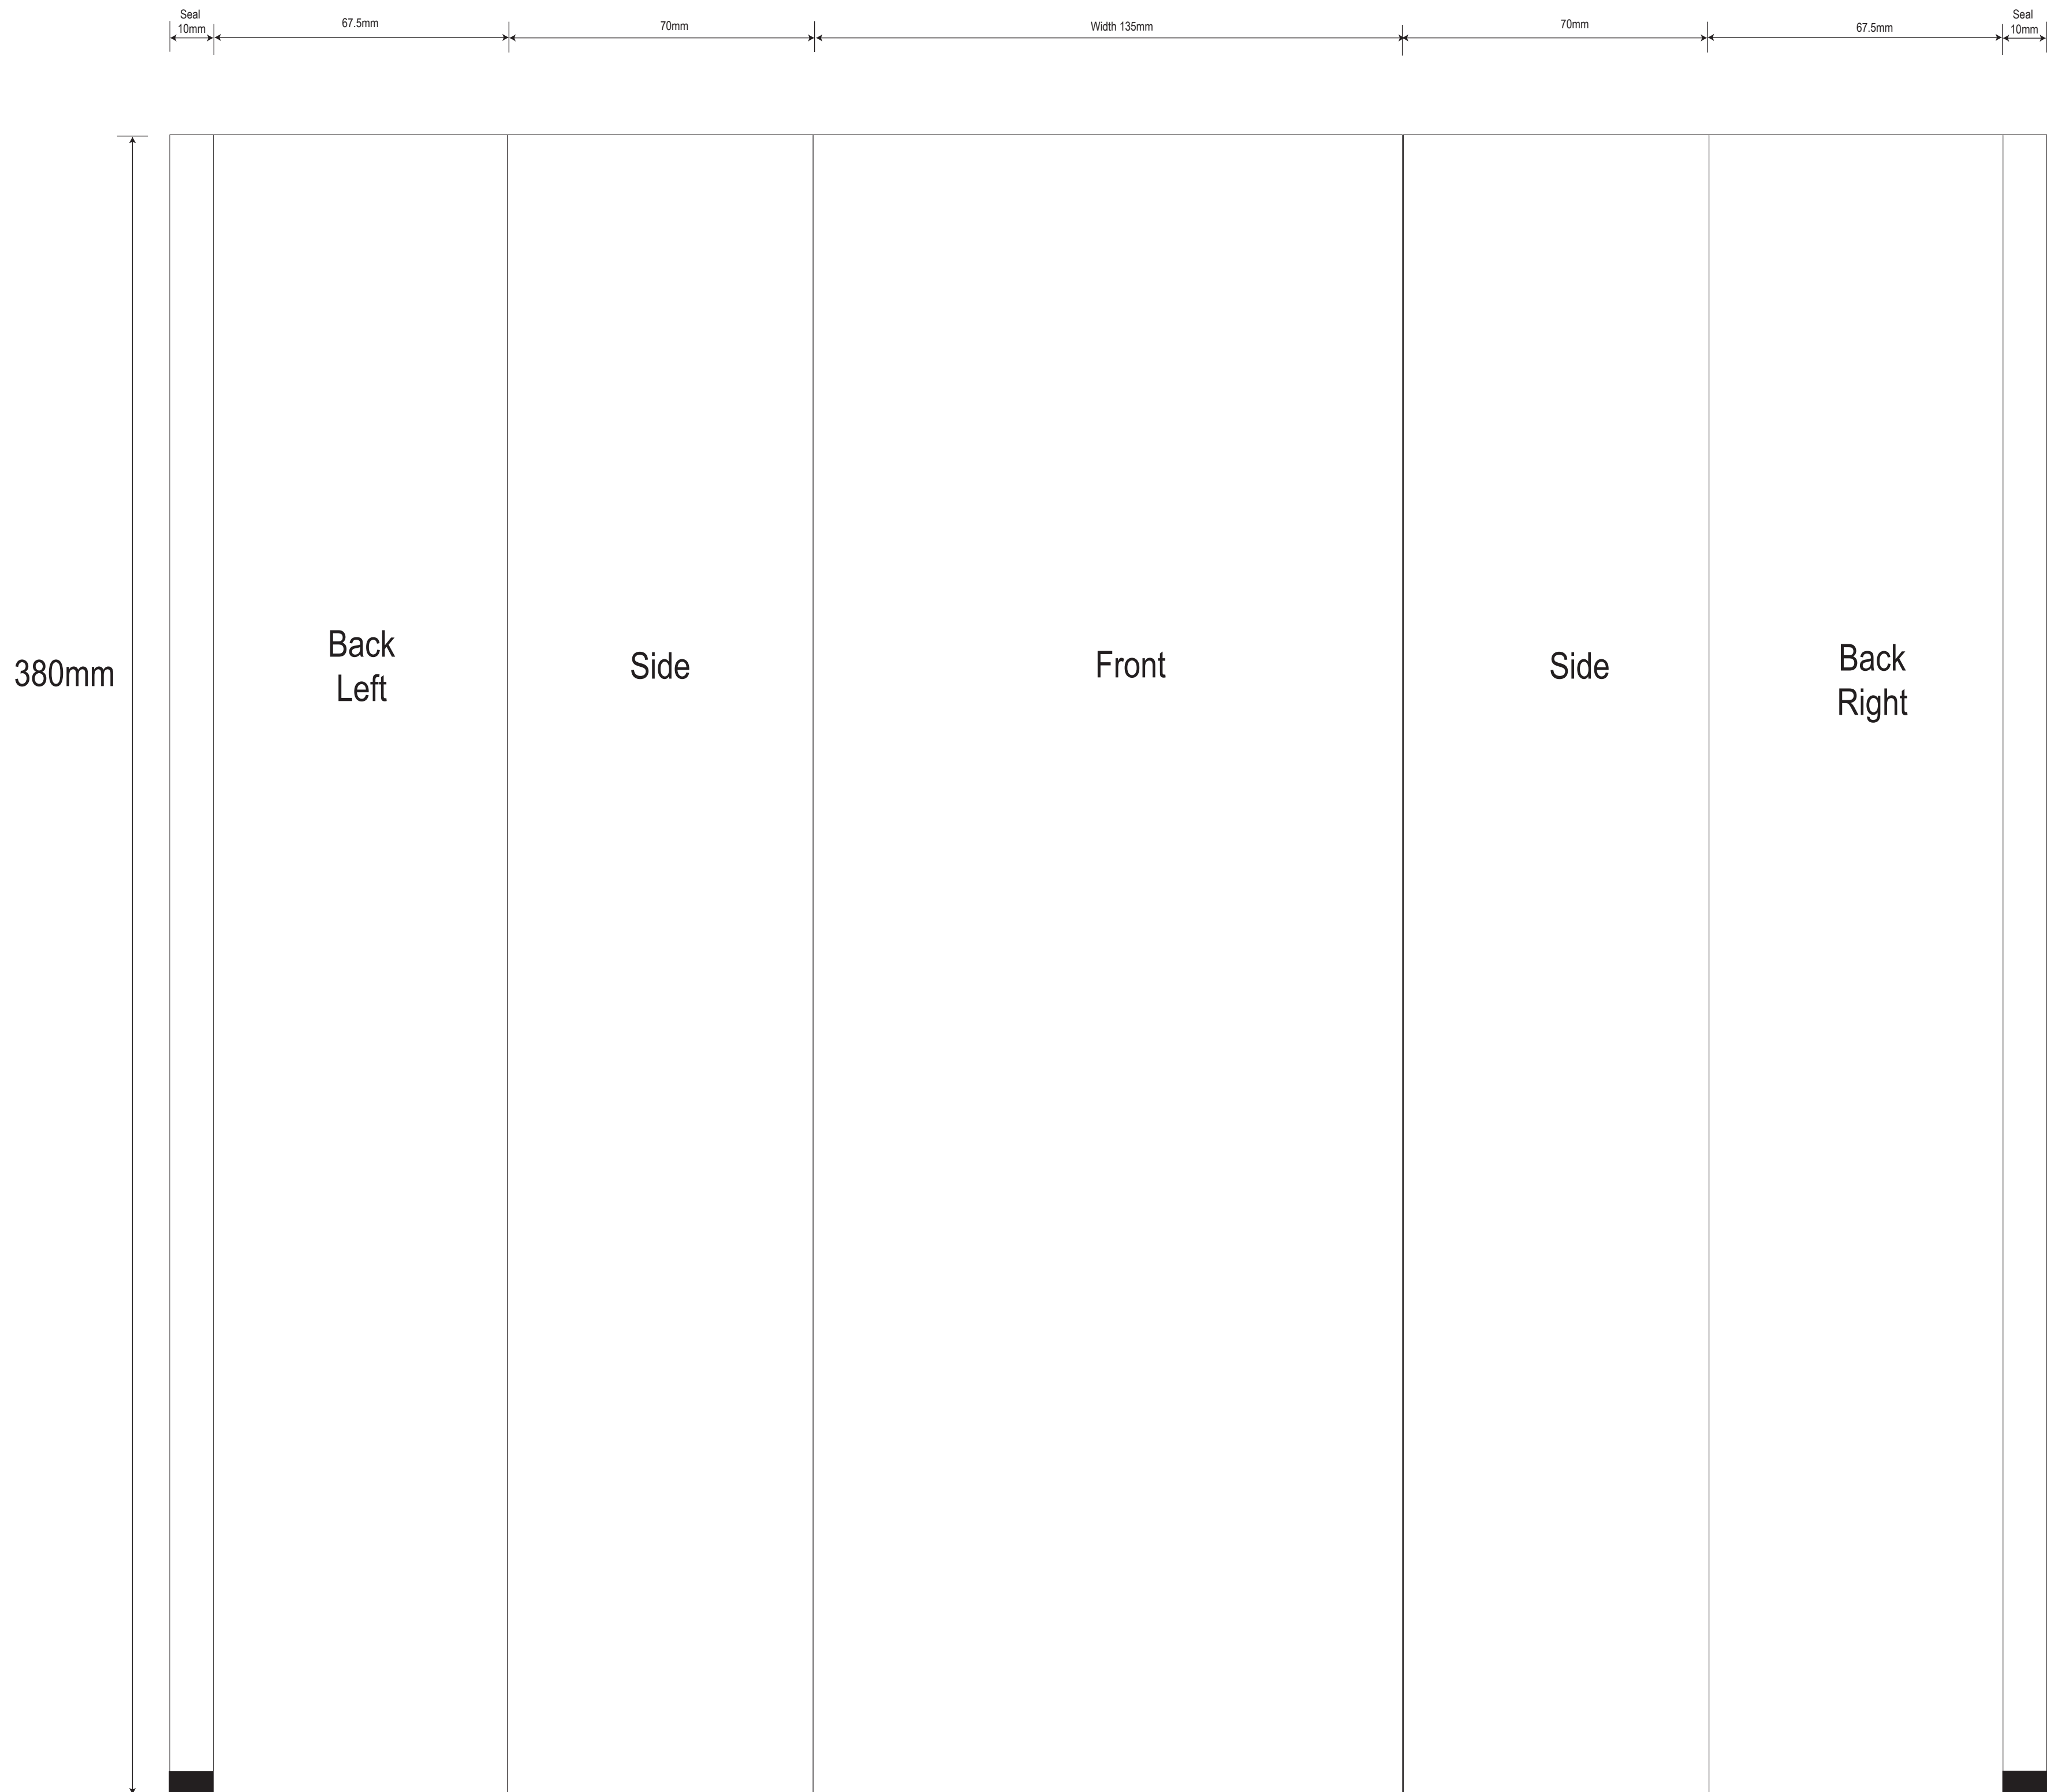 Seal
10mm
67.5mm
70mm
Width 135mm
70mm
67.5mm
Seal
10mm
380mm
Back
Left
Side
Front
Side
Back
Right